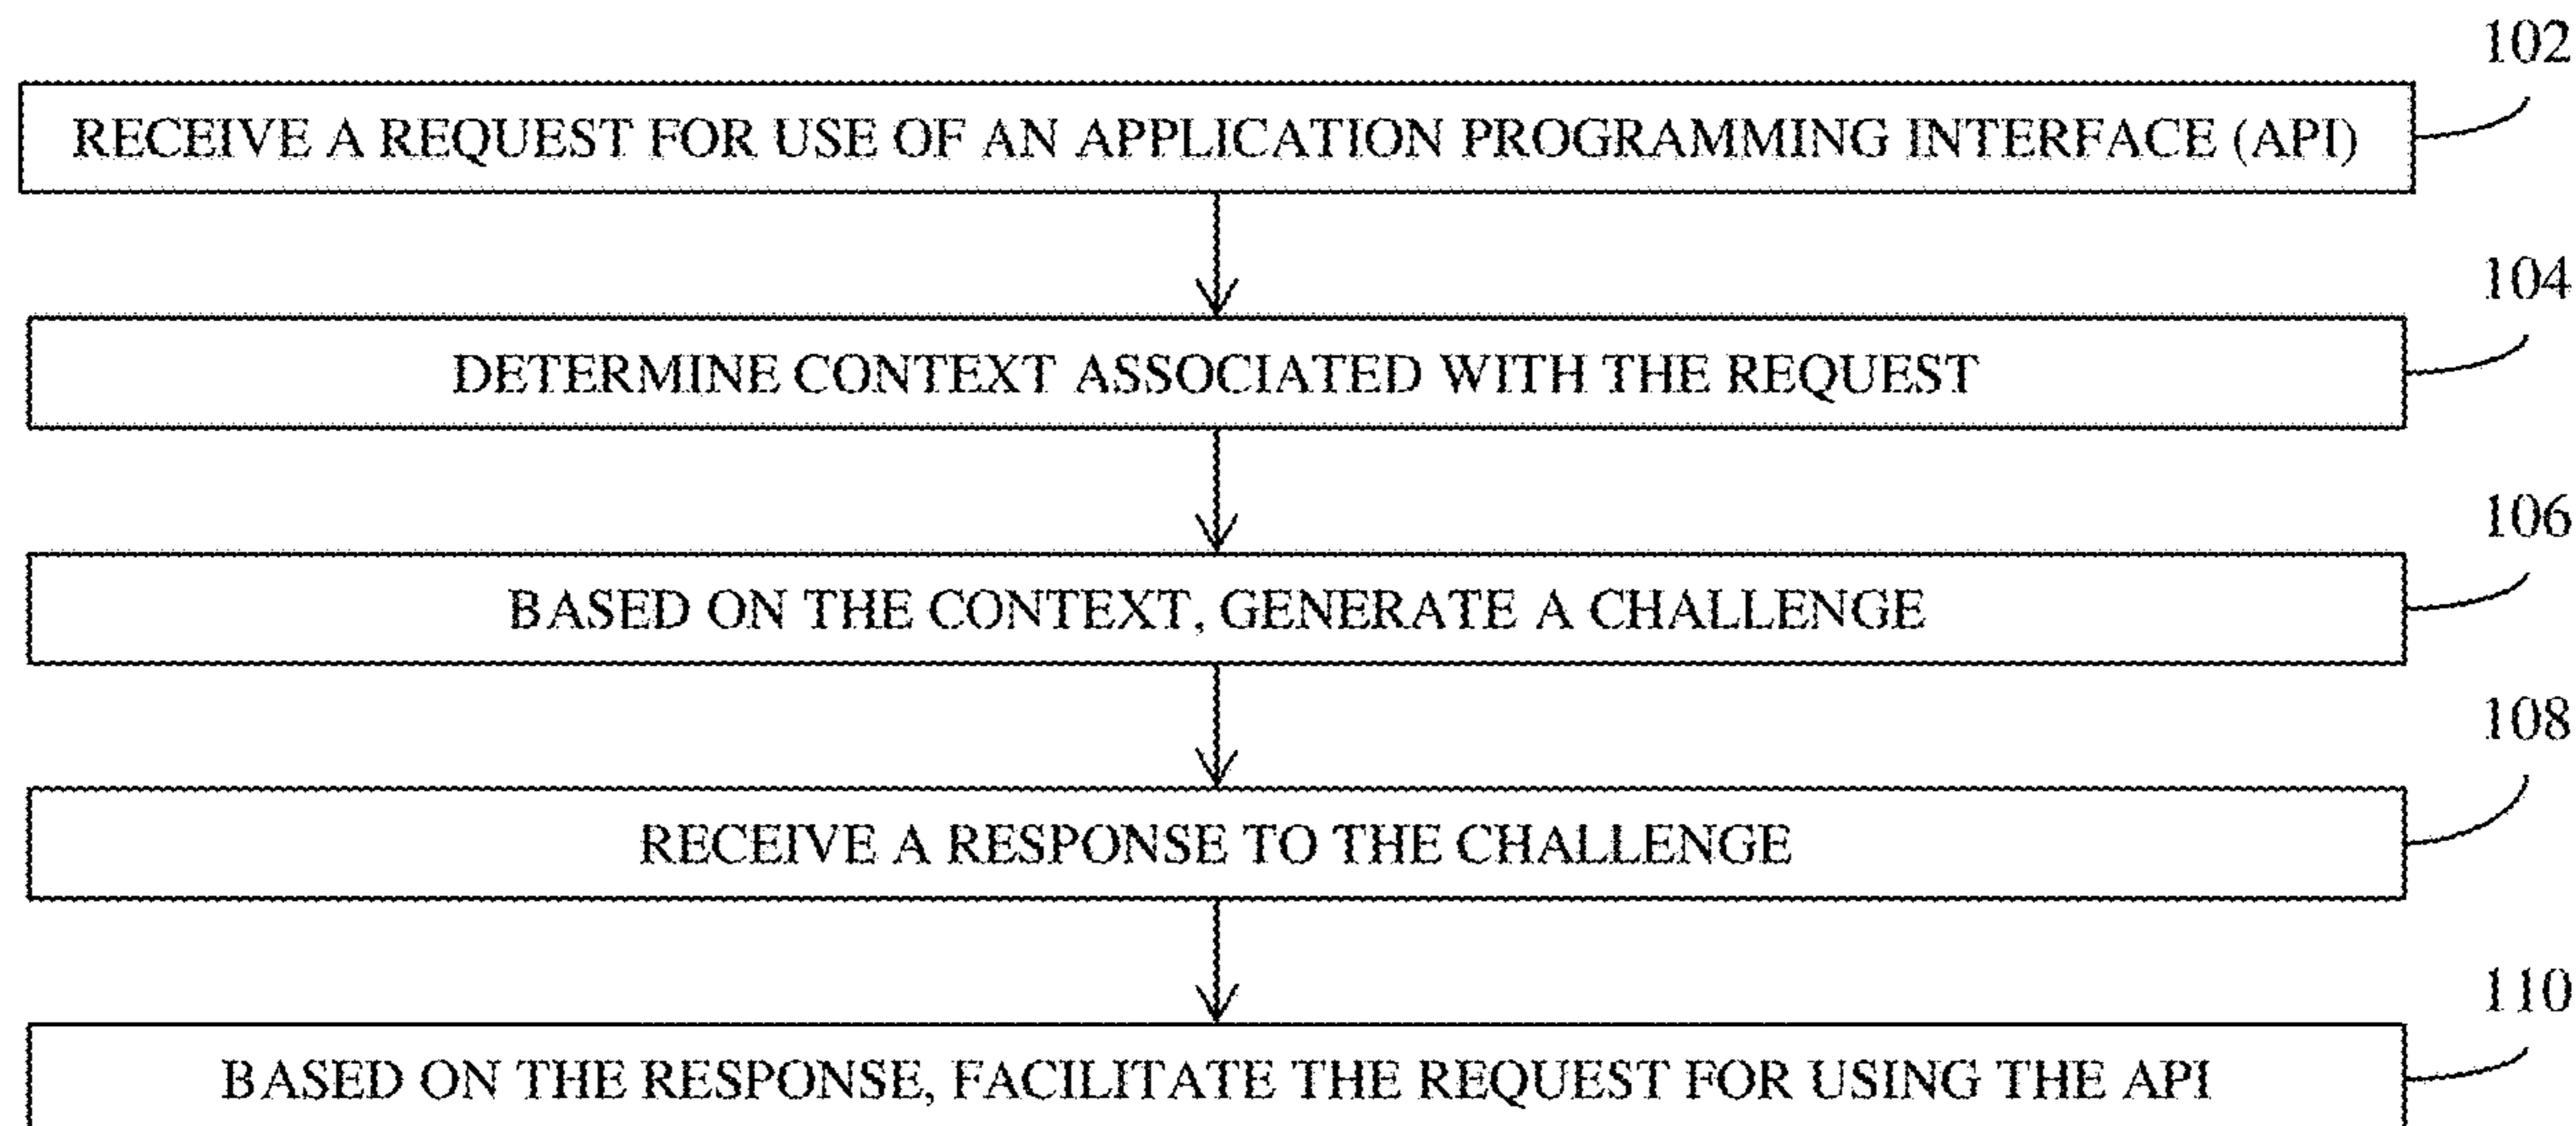 102
RECEIVE A REQUEST FOR USE OF AN APPLICATION PROGRAMMING INTERFACE (API)
104
DETERMINE CONTEXT ASSOCIATED WITH THE REQUEST
106
BASED ON THE CONTEXT, GENERATE A CHALLENGE
108
RECEIVE A RESPONSE TO THE CHALLENGE
110
BASED ON THE RESPONSE, FACILITATE THE REQUEST FOR USING THE API